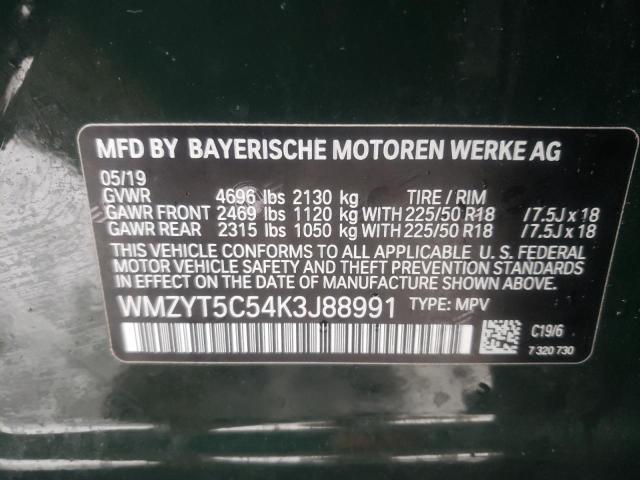 MFD BY BAYERISCHE MOTOREN WERKE AG
05/19
GVWR 4696 lbs 2130 kg TIRE / RIM
GAWR FRONT 2469 lbs 1120 kg WITH 225/50 R18 /7.5J x 18
GAWR REAR 2315 lbs 1050 kg WITH 225/50 R18 /7.5J x 18
THIS VEHICLE CONFORMS TO ALL APPLICABLE U. S. FEDERAL
MOTOR VEHICLE SAFETY AND THEFT PREVENTION STANDARDS
IN EFFECT ON THE DATE OF MANUFACTURE SHOWN ABOVE.
WMZYT5C54K3J88991 TYPE: MPV
C19/6
7 320 730